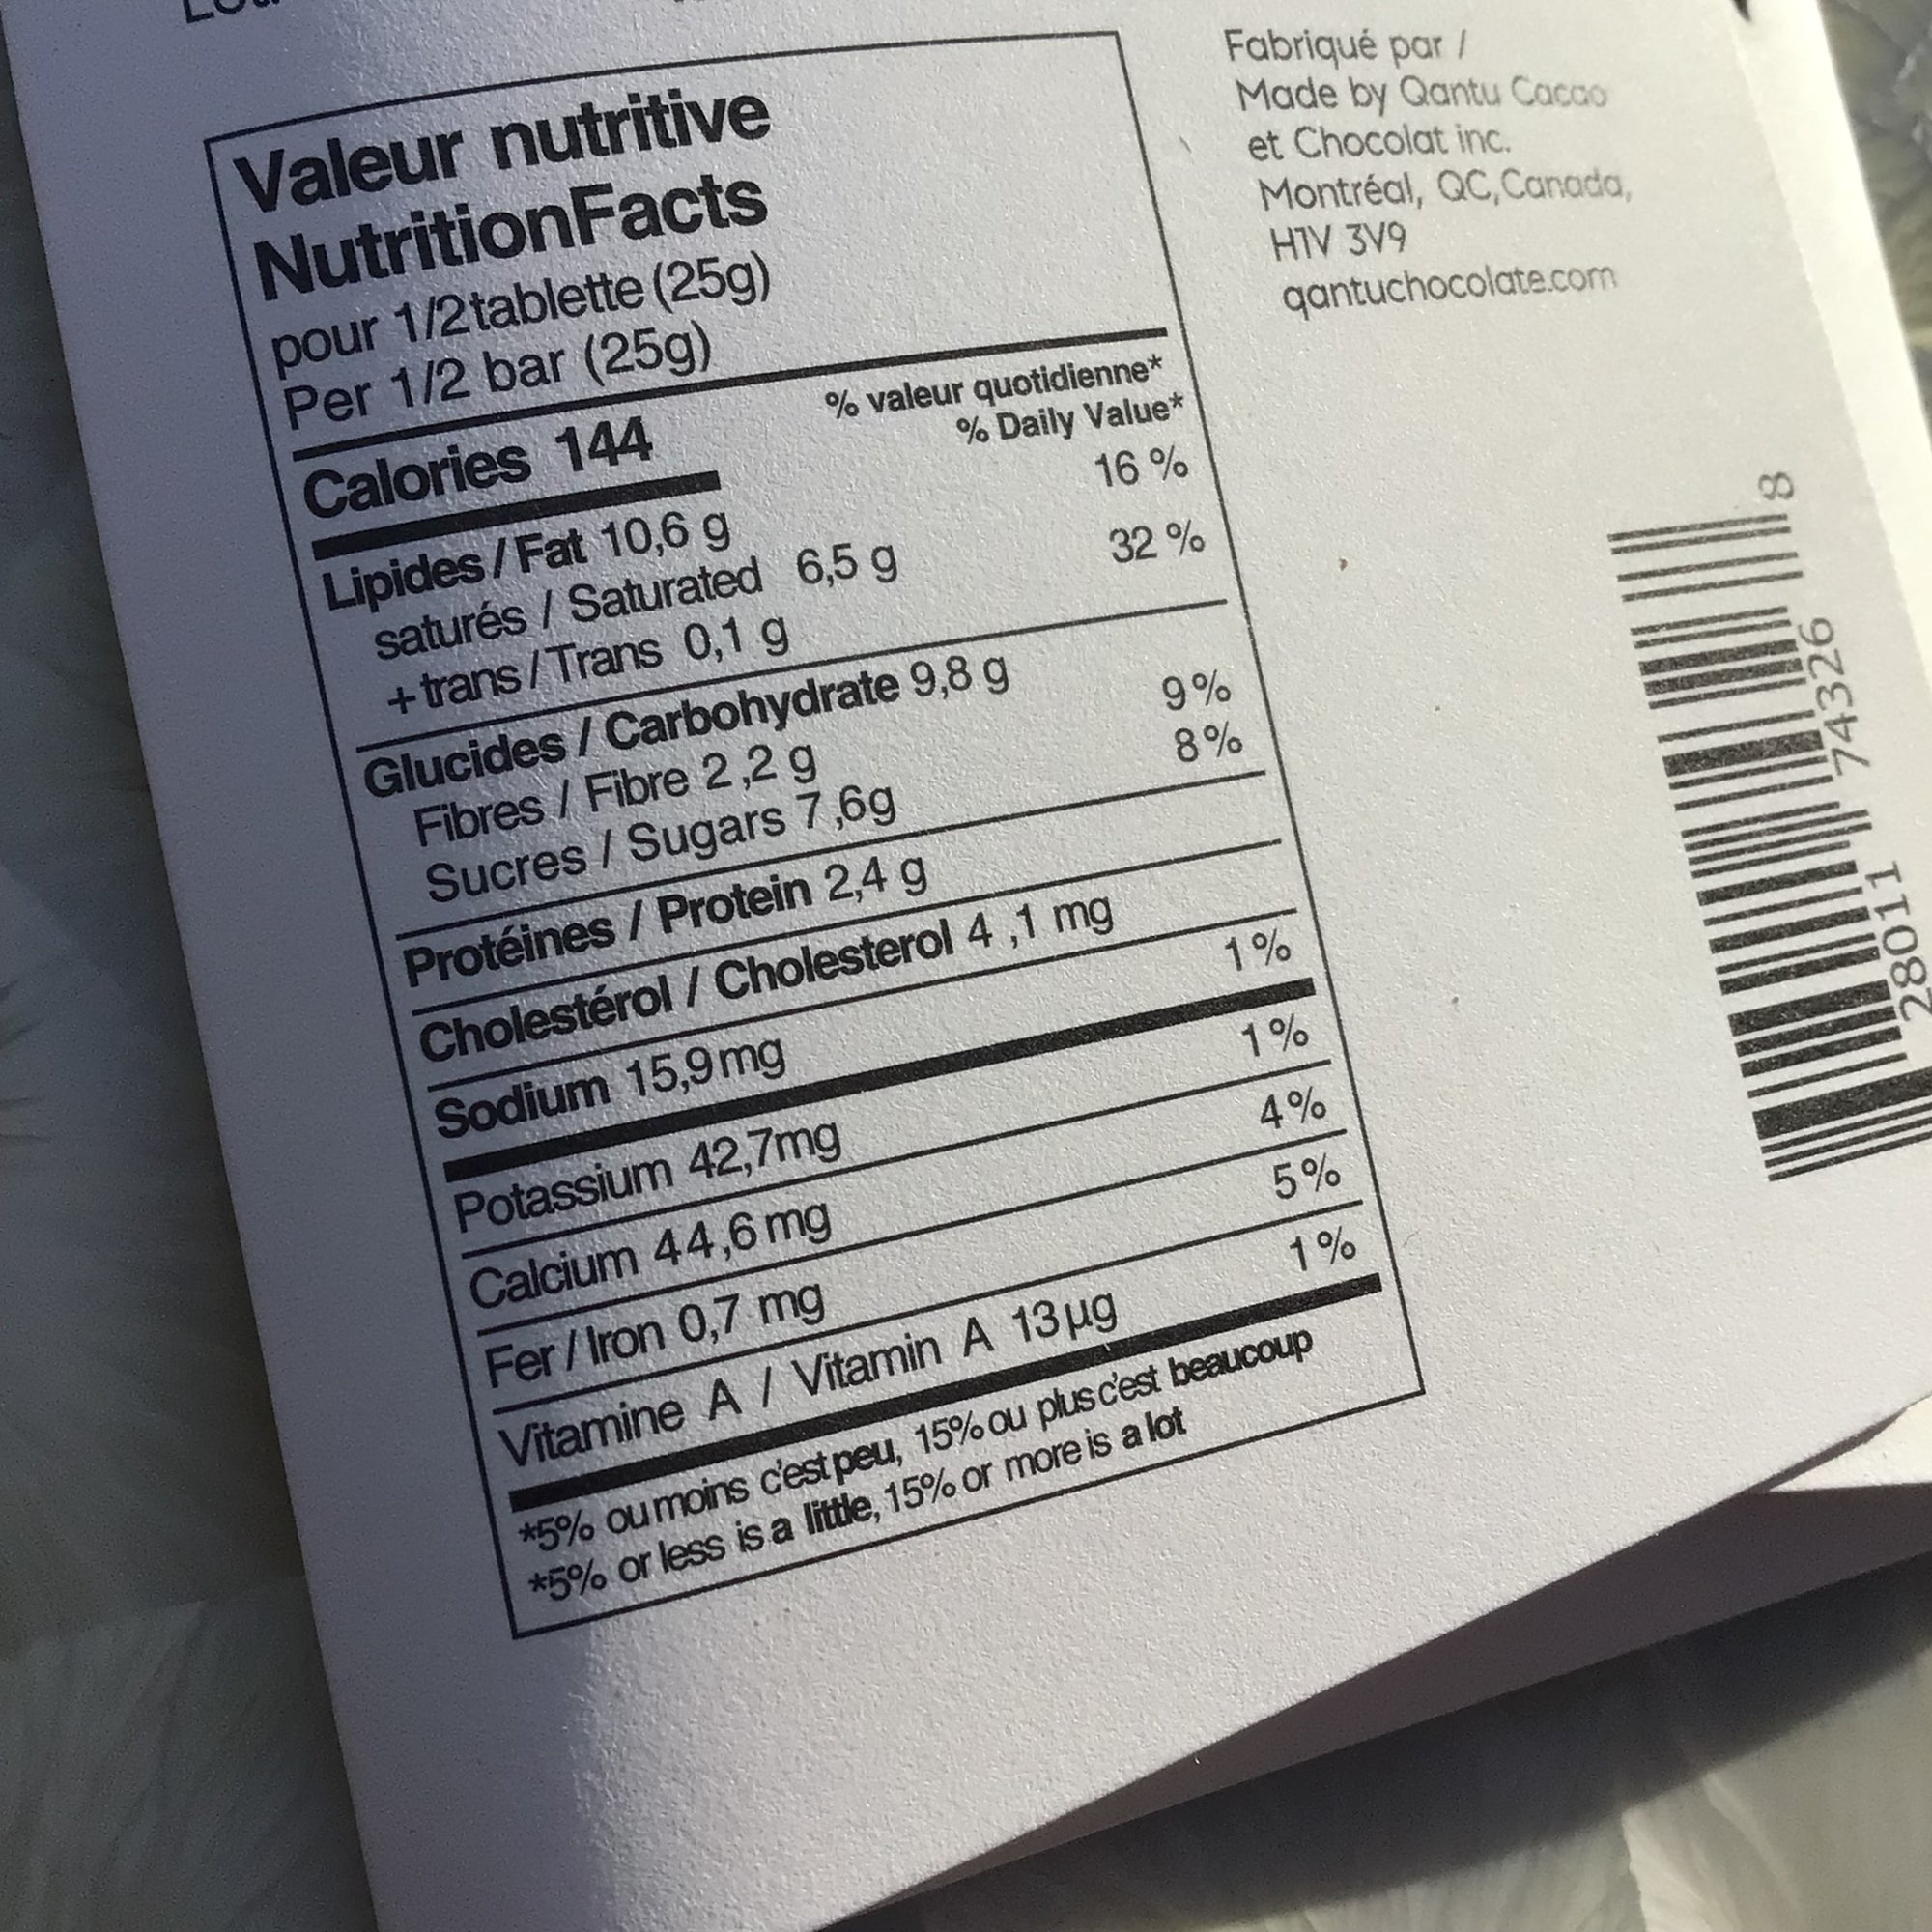 Valeur nutritive
NutritionFacts
pour 1/2 tablette (25g)
Per 1/2 bar (25g)
% valeur quotidienne*
Calories 144
% Daily Value*
Lipides / Fat 10,6 g 16 %
saturés / Saturated 6,5 g
+ trans / Trans 0,1 g 32 %
Glucides / Carbohydrate 9,8 g
Fibres / Fibre 2,2 g 9%
Sucres / Sugars 7,6g 8%
Protéines / Protein 2,4 g
Cholestérol / Cholesterol 4,1 mg
Sodium 15,9 mg 1%
Potassium 42,7mg 1%
Calcium 44,6 mg 4%
Fer / Iron 0,7 mg 5%
Vitamine A / Vitamin A 13 µg 1%
*5% ou moins c'est peu, 15% ou plus c'est beaucoup
*5% or less is a little, 15% or more is a lot
Fabriqué par /
Made by Qantu Cacao
et Chocolat inc.
Montréal, QC, Canada,
H1V 3V9
qantuchocolate.com
28011 74326 8